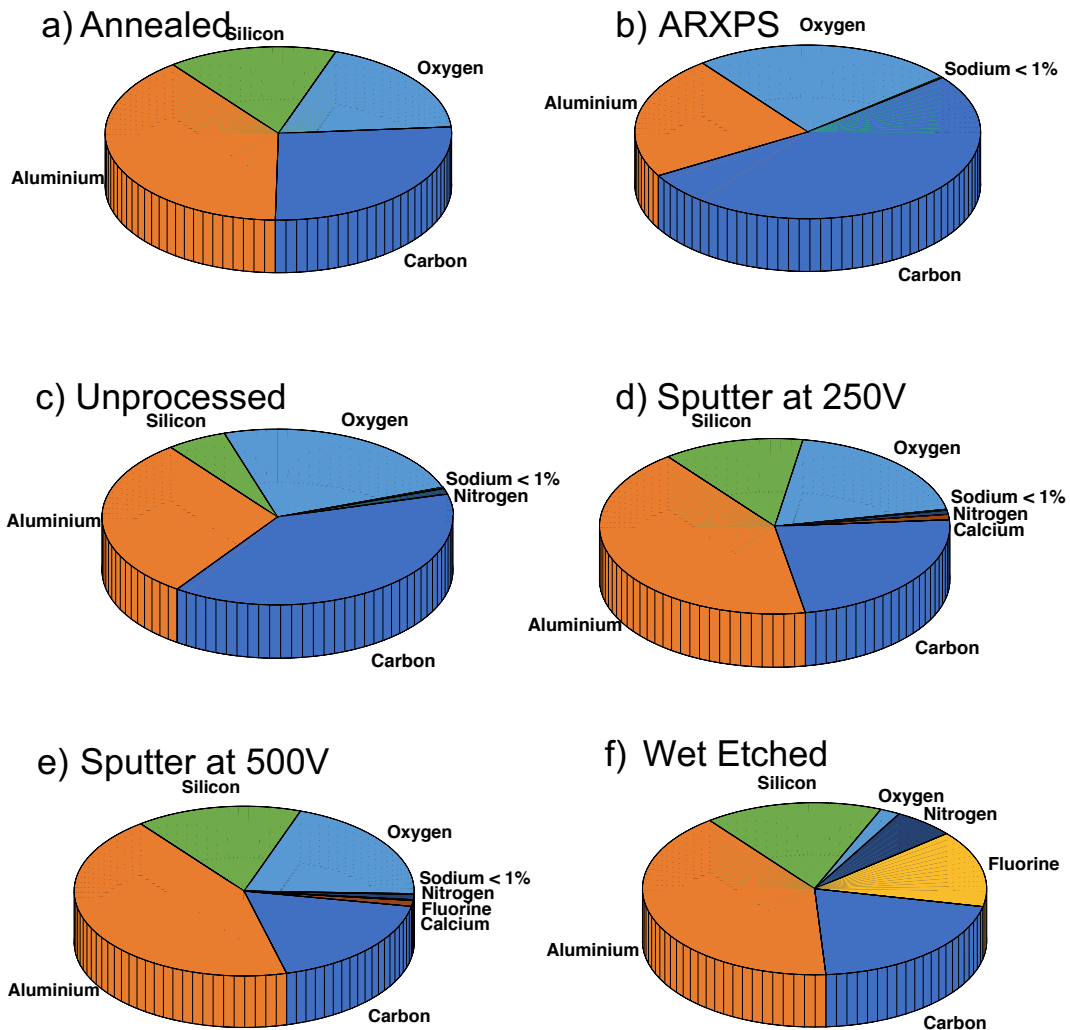 a) Annealed
Silicon
Oxygen
Aluminium
Carbon
b) ARXPS
Oxygen
Sodium < 1%
Aluminium
Carbon
c) Unprocessed
Silicon
Oxygen
Sodium < 1%
Nitrogen
Aluminium
Carbon
d) Sputter at 250V
Silicon
Oxygen
Sodium < 1%
Nitrogen
Calcium
Aluminium
Carbon
e) Sputter at 500V
Silicon
Oxygen
Sodium < 1%
Nitrogen
Fluorine
Calcium
Aluminium
Carbon
f) Wet Etched
Silicon
Oxygen
Nitrogen
Fluorine
Aluminium
Carbon